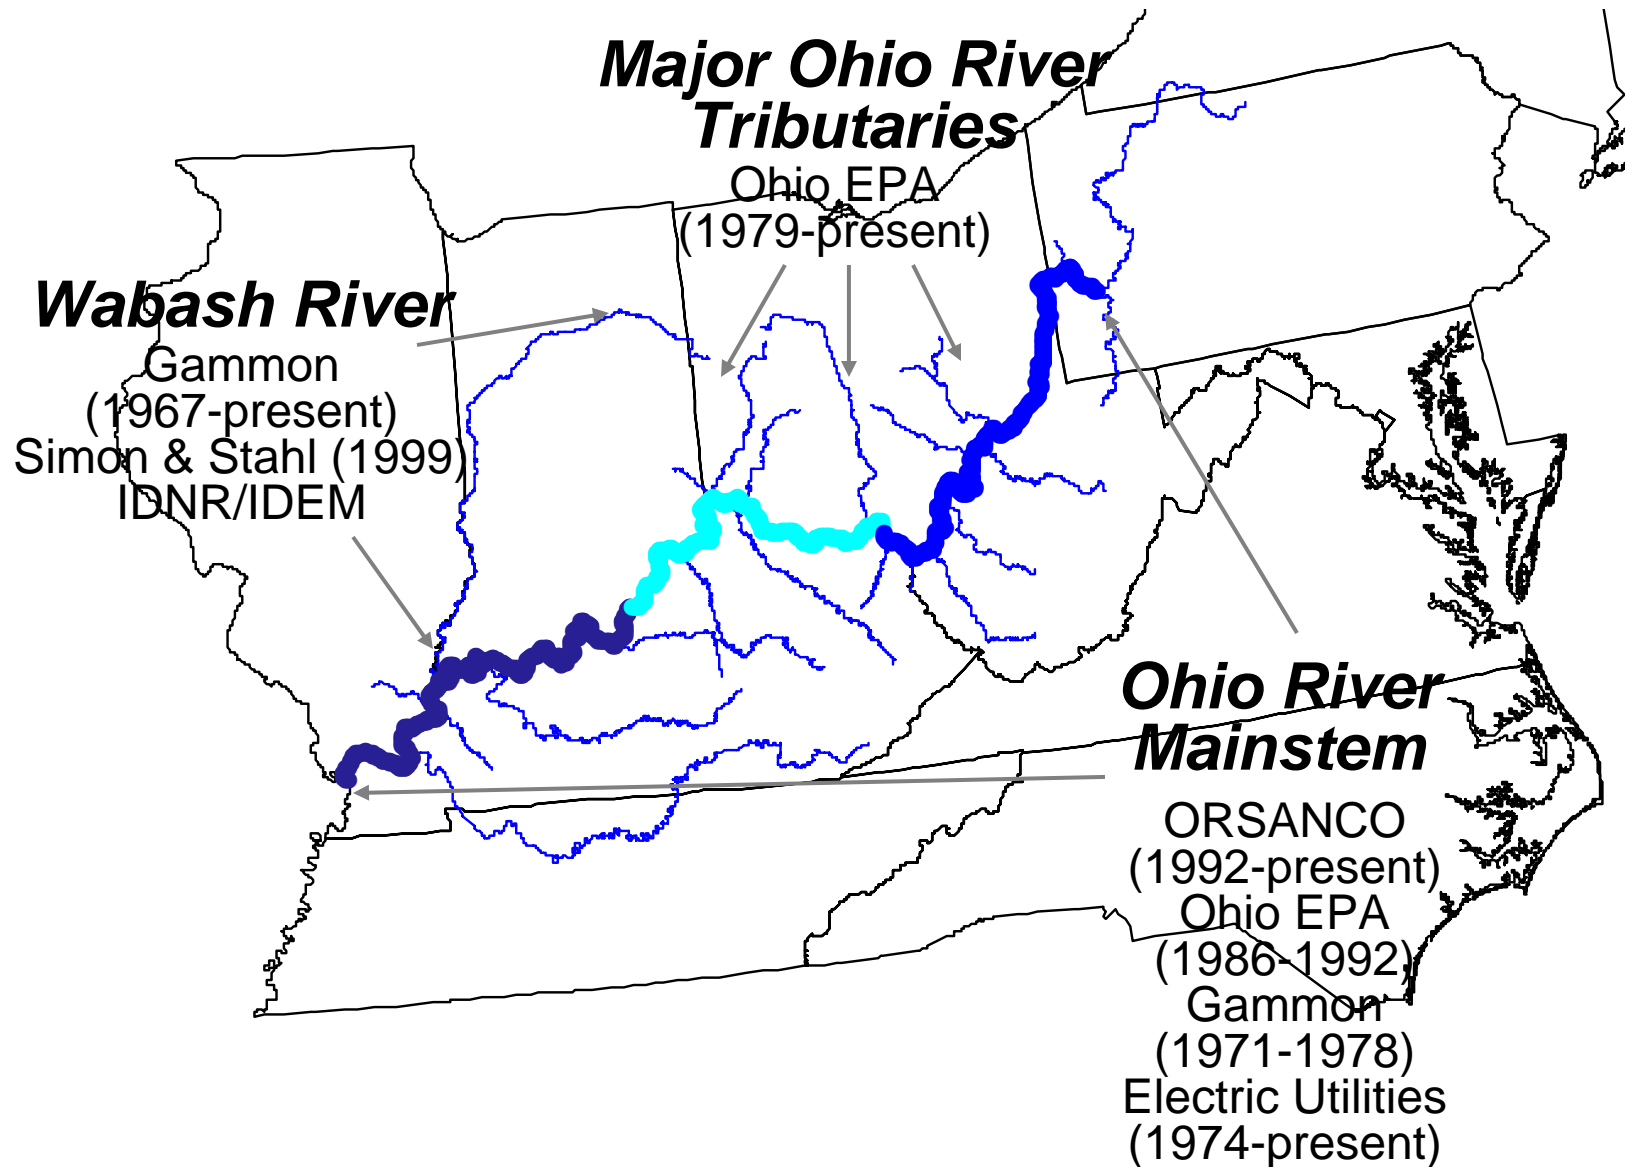 Major Ohio River
Tributaries
Ohio EPA
(1979-present)
Wabash River
Gammon
(1967-present)
Simon & Stahl (1999)
IDNR/IDEM
Ohio River
Mainstem
ORSANCO
(1992-present)
Ohio EPA
(1986-1992)
Gammon
(1971-1978)
Electric Utilities
(1974-present)